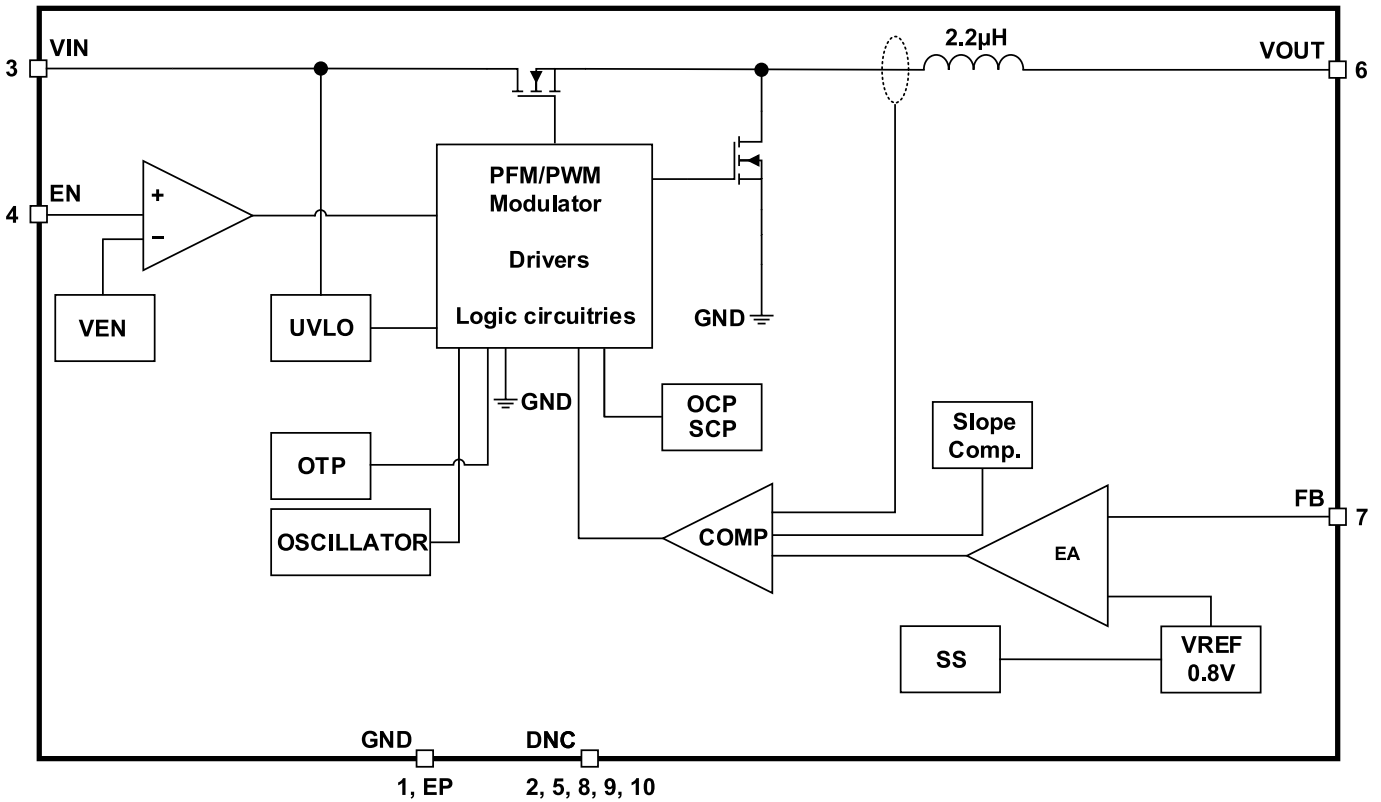 VIN
3
2.2µH
VOUT
6
EN
4
+
−
PFM/PWM
Modulator
Drivers
Logic circuitries
VEN
UVLO
GND
GND
OCP
SCP
Slope
Comp.
OTP
OSCILLATOR
COMP
EA
FB
7
SS
VREF
0.8V
GND
DNC
1, EP
2, 5, 8, 9, 10